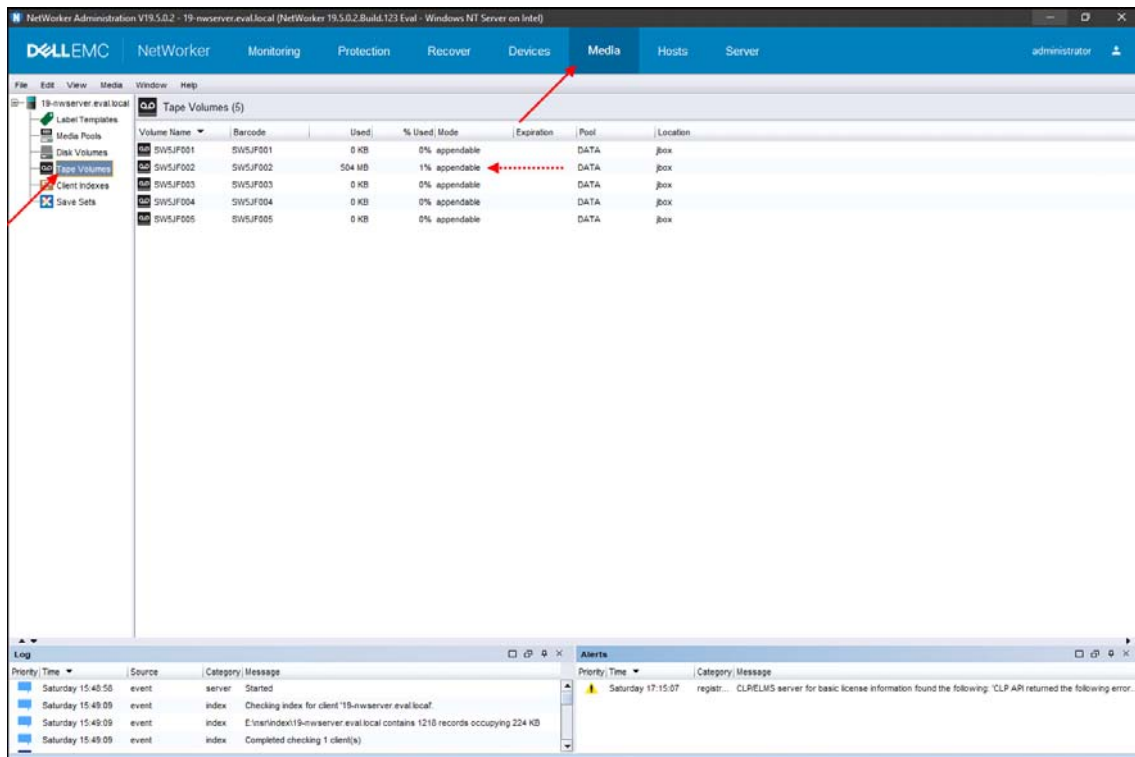 NetWorker Administration V19.5.0.2 - 19-nwserver.eval.local (NetWorker 19.5.0.2.Build.123 Eval - Windows NT Server on Intel)
DELLEMC NetWorker Monitoring Protection Recover Devices Media Hosts Server administrator
File Edit View Media Window Help
19-nwserver.eval.local
Label Templates
Media Pools
Disk Volumes
Tape Volumes
Client Indexes
Save Sets
Tape Volumes (5)
Volume Name Barcode Used % Used Mode Expiration Pool Location
SW5JF001 SW5JF001 0 KB 0% appendable DATA jbox
SW5JF002 SW5JF002 504 MB 1% appendable DATA jbox
SW5JF003 SW5JF003 0 KB 0% appendable DATA jbox
SW5JF004 SW5JF004 0 KB 0% appendable DATA jbox
SW5JF005 SW5JF005 0 KB 0% appendable DATA jbox
Log
Priority Time Source Category Message
Saturday 15:48:58 event server Started
Saturday 15:49:09 event index Checking index for client '19-nwserver.eval.local'.
Saturday 15:49:09 event index E:\nsr\index\19-nwserver.eval.local contains 1218 records occupying 224 KB
Saturday 15:49:09 event index Completed checking 1 client(s)
Alerts
Priority Time Category Message
Saturday 17:15:07 registr... CLP/ELMS server for basic license information found the following: 'CLP API returned the following error...